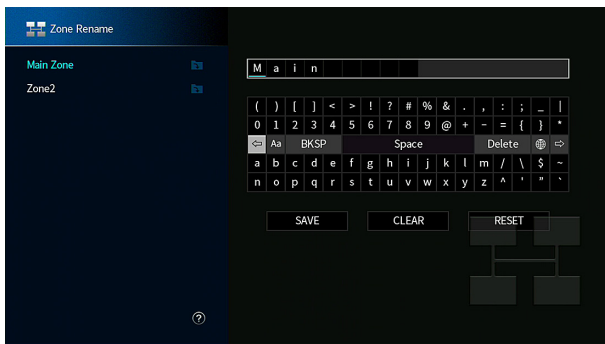 Zone Rename
Main Zone
Zone2
M a i n
( ) [ ] < > ! ? # % & . , : ; _ |
0 1 2 3 4 5 6 7 8 9 @ + - = { } *
⇦ Aa BKSP Space Delete ⇨
a b c d e f g h i j k l m / \ $ ~
n o p q r s t u v w x y z ^ ' " `
SAVE CLEAR RESET
?